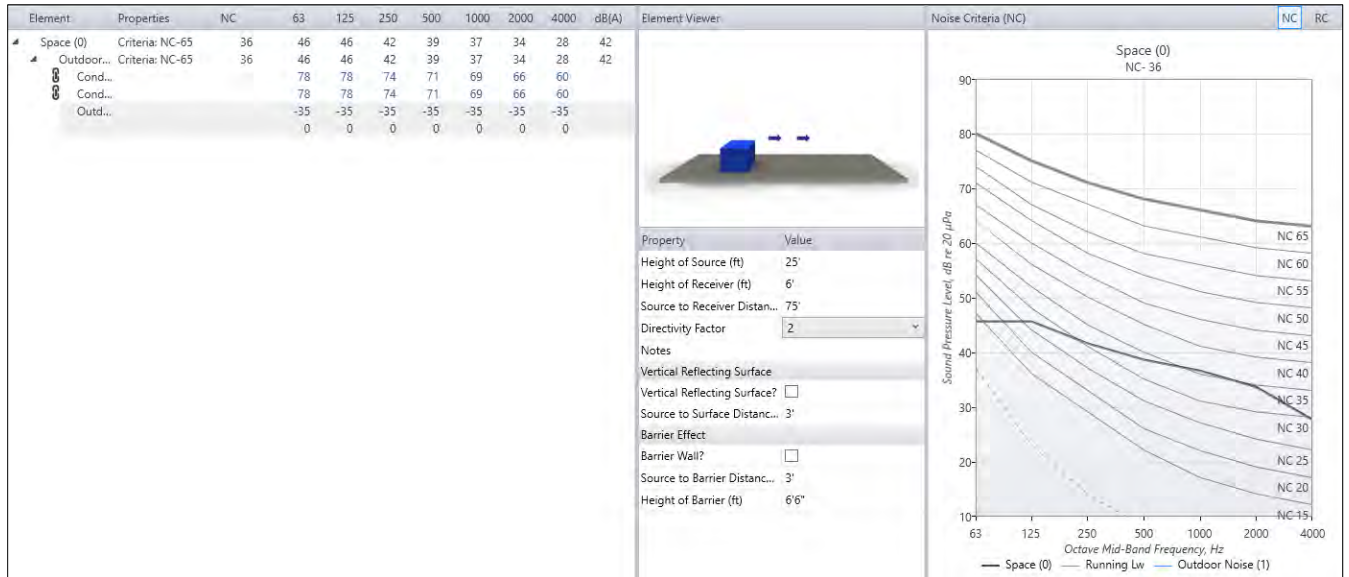 Element Properties NC 63 125 250 500 1000 2000 4000 dB(A)
Space (0) Criteria: NC-65 36 46 46 42 39 37 34 28 42
Outdoor... Criteria: NC-65 36 46 46 42 39 37 34 28 42
Cond... 78 78 74 71 69 66 60
Cond... 78 78 74 71 69 66 60
Outd... -35 -35 -35 -35 -35 -35 -35
0 0 0 0 0 0 0
Element Viewer
Property Value
Height of Source (ft) 25'
Height of Receiver (ft) 6'
Source to Receiver Distan... 75'
Directivity Factor 2
Notes
Vertical Reflecting Surface
Vertical Reflecting Surface?
Source to Surface Distanc... 3'
Barrier Effect
Barrier Wall?
Source to Barrier Distanc... 3'
Height of Barrier (ft) 6'6"
Noise Criteria (NC) NC RC
Space (0)
NC- 36
Sound Pressure Level, dB re 20 µPa
90
80
70
60
50
40
30
20
10
NC 65
NC 60
NC 55
NC 50
NC 45
NC 40
NC 35
NC 30
NC 25
NC 20
NC 15
63 125 250 500 1000 2000 4000
Octave Mid-Band Frequency, Hz
Space (0) Running Lw Outdoor Noise (1)